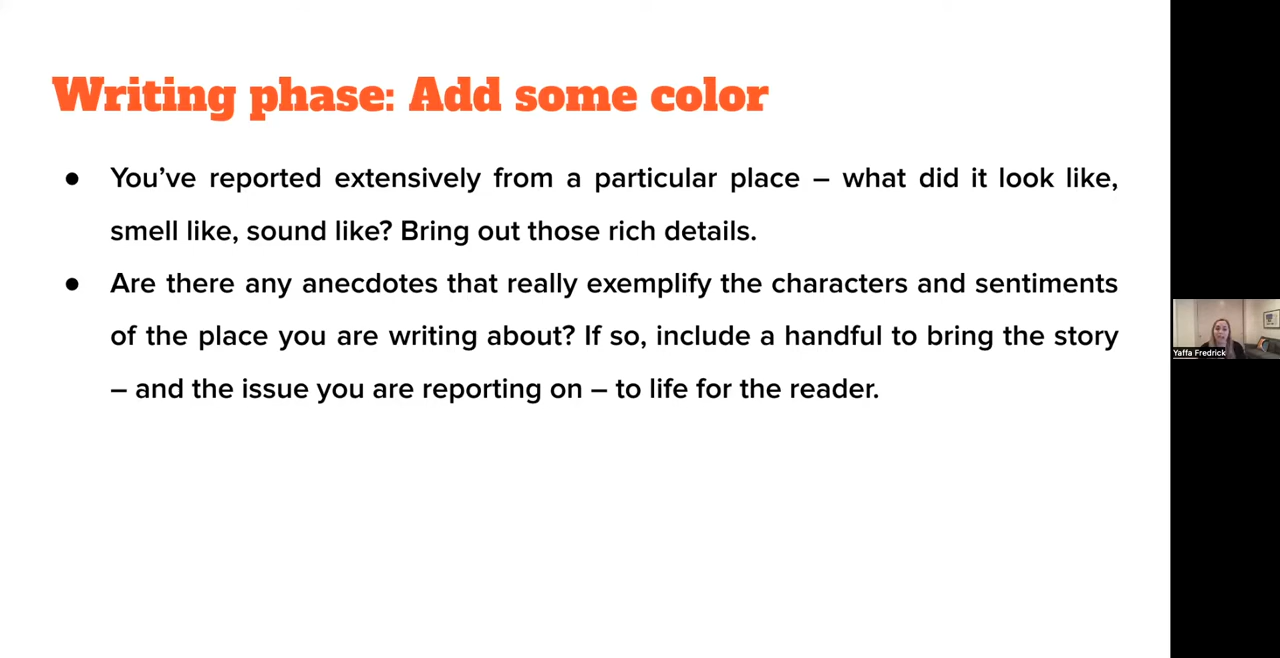 Writing phase: Add some color
● You’ve reported extensively from a particular place – what did it look like,
smell like, sound like? Bring out those rich details.
● Are there any anecdotes that really exemplify the characters and sentiments
of the place you are writing about? If so, include a handful to bring the story
– and the issue you are reporting on – to life for the reader.
Yaffa Fredrick